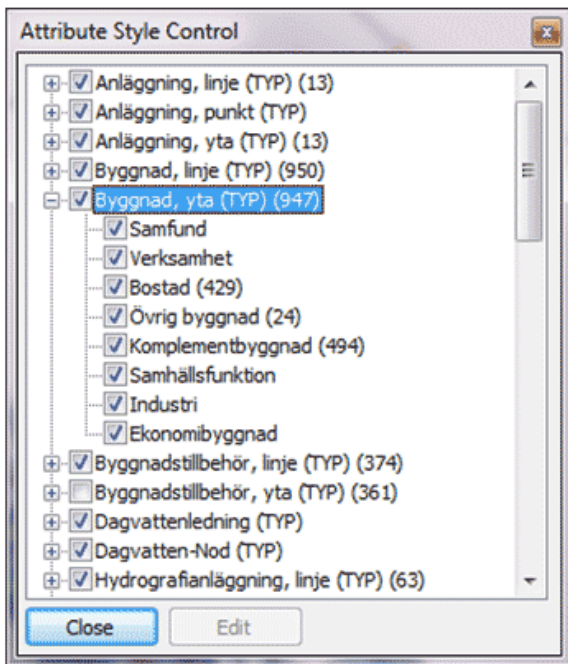 Attribute Style Control
Anläggning, linje (TYP) (13)
Anläggning, punkt (TYP)
Anläggning, yta (TYP) (13)
Byggnad, linje (TYP) (950)
Byggnad, yta (TYP) (947)
Samfund
Verksamhet
Bostad (429)
Övrig byggnad (24)
Komplementbyggnad (494)
Samhällsfunktion
Industri
Ekonomibyggnad
Byggnadstillbehör, linje (TYP) (374)
Byggnadstillbehör, yta (TYP) (361)
Dagvattenledning (TYP)
Dagvatten-Nod (TYP)
Hydrografianläggning, linje (TYP) (63)
Close Edit